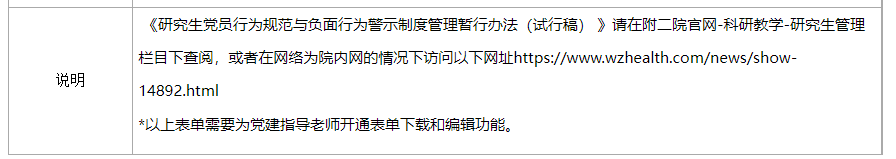 《研究生党员行为规范与负面行为警示制度管理暂行办法（试行稿） 》请在附二院官网-科研教学-研究生管理
栏目下查阅，或者在网络为院内网的情况下访问以下网址https://www.wzhealth.com/news/show-
说明
14892.html
*以上表单需要为党建指导老师开通表单下载和编辑功能。